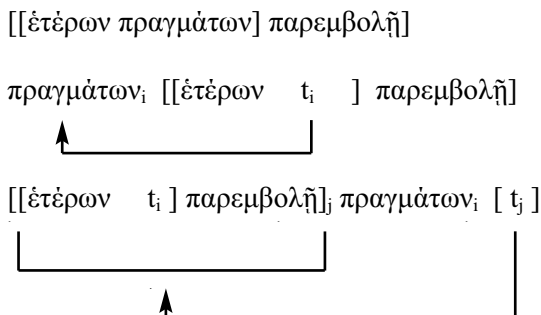 [[ἑτέρων πραγμάτων] παρεμβολῇ]
πραγμάτωνᵢ [[ἑτέρων tᵢ ] παρεμβολῇ]
[[ἑτέρων tᵢ ] παρεμβολῇ]ⱼ πραγμάτωνᵢ [ tⱼ ]